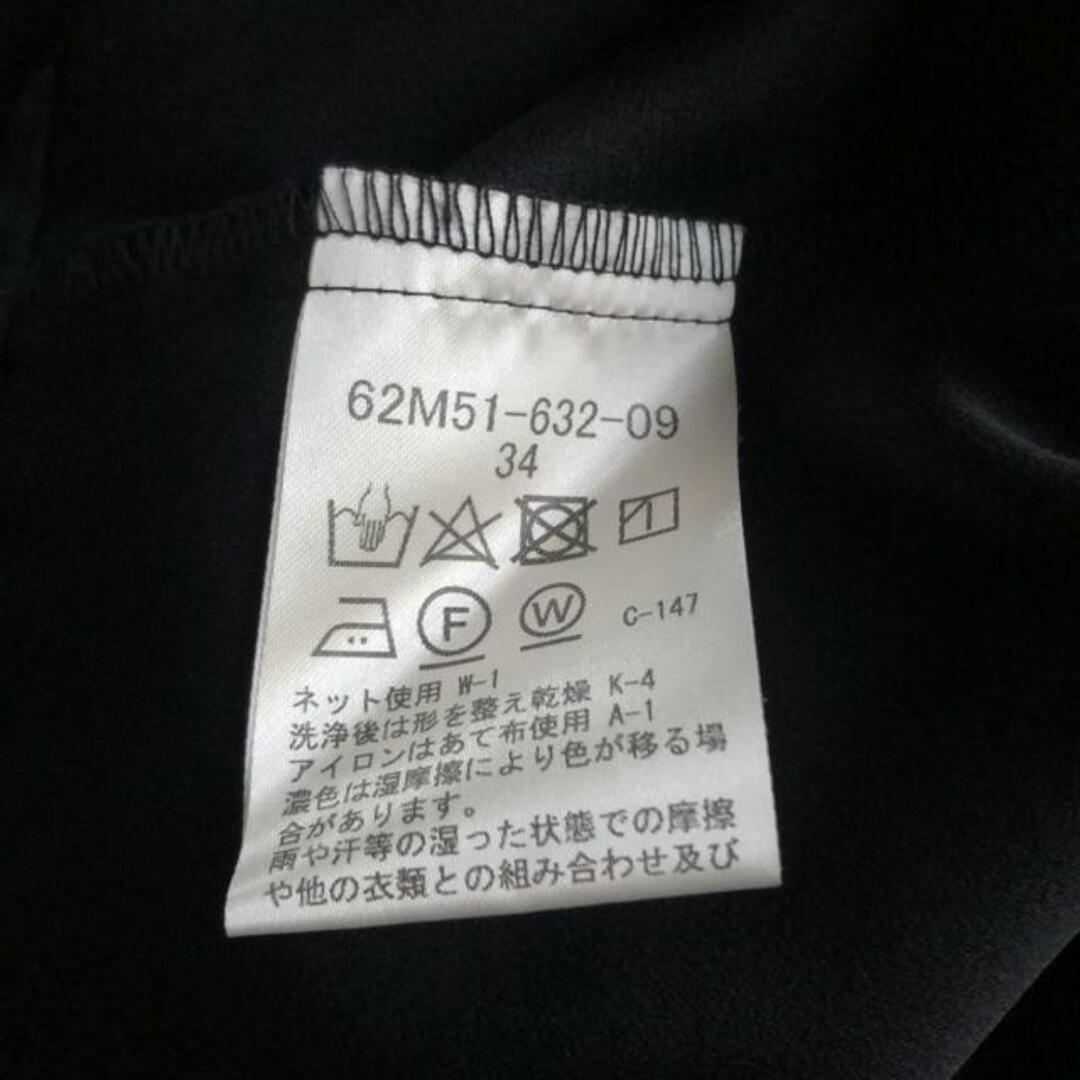 62M51-632-09
34
F W C-147
ネット使用 W-1
洗浄後は形を整え乾燥 K-4
アイロンはあて布使用 A-1
濃色は湿摩擦により色が移る場
合があります。
雨や汗等の湿った状態での摩擦
や他の衣類との組み合わせ及び